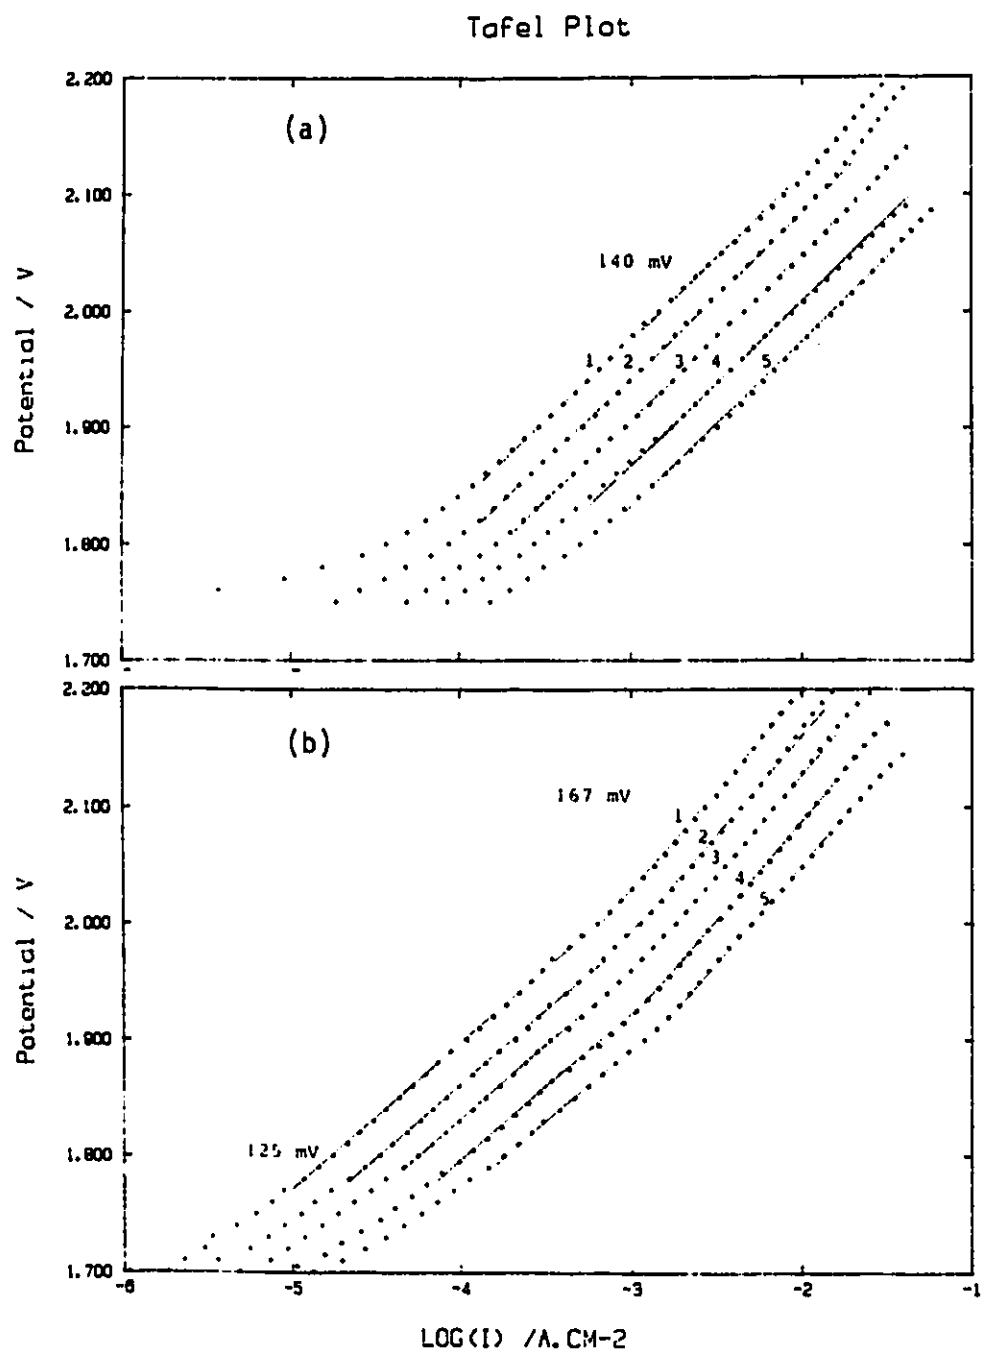 Tafel Plot
(a)
2.200
2.100
2.000
1.900
1.800
1.700
Potential / V
140 mV
1 2 3 4 5
(b)
2.200
2.100
2.000
1.900
1.800
1.700
Potential / V
167 mV
1
2
3
4
5
125 mV
-6 -5 -4 -3 -2 -1
LOG(I) /A.CM-2